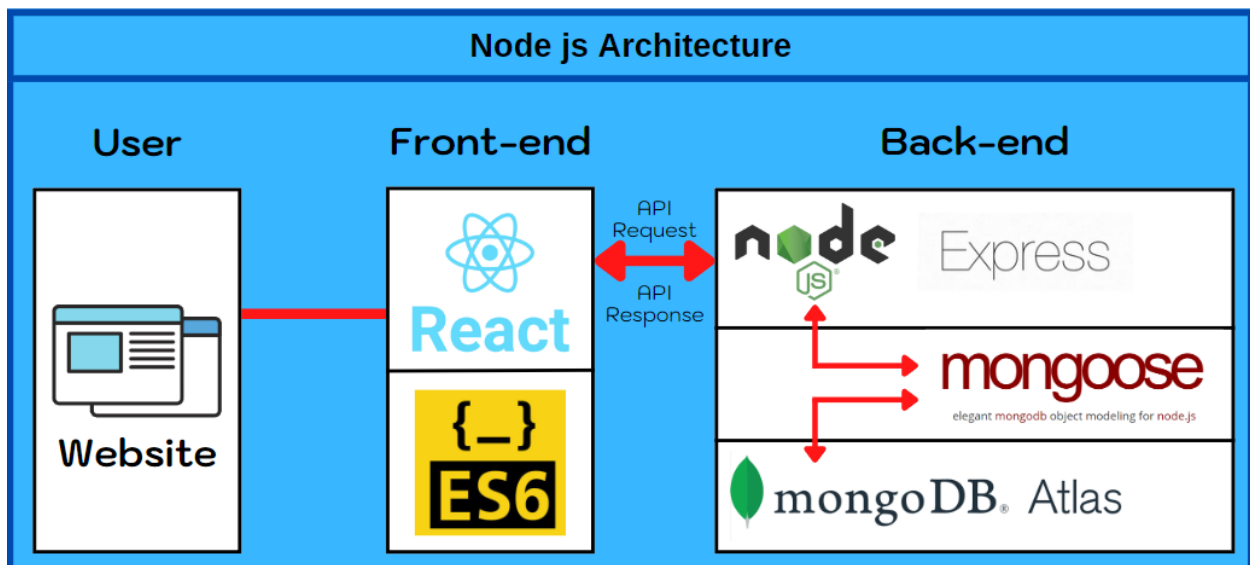 Node js Architecture
User
Front-end
Back-end
Website
React
{_}
ES6
API
Request
API
Response
node
JS
®
Express
mongoose
elegant mongodb object modeling for node.js
mongoDB® Atlas